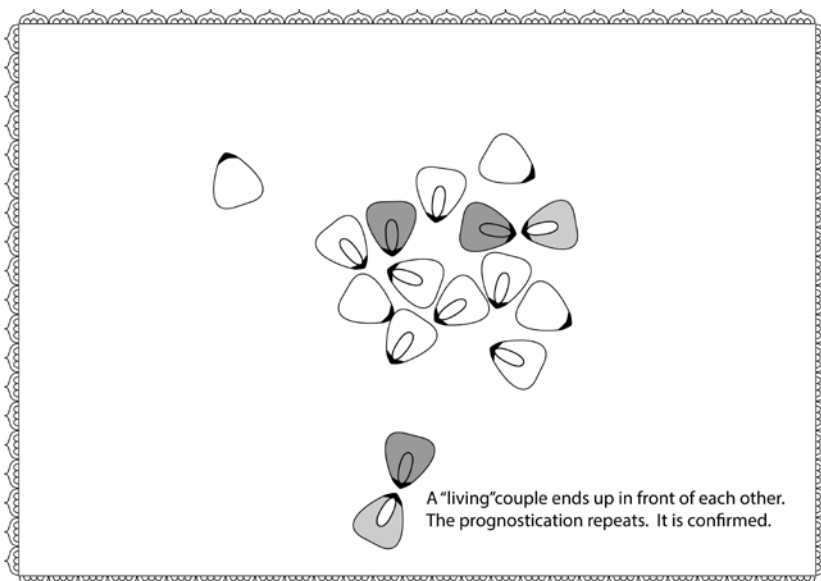 A “living”couple ends up in front of each other.
The prognostication repeats.  It is confirmed.